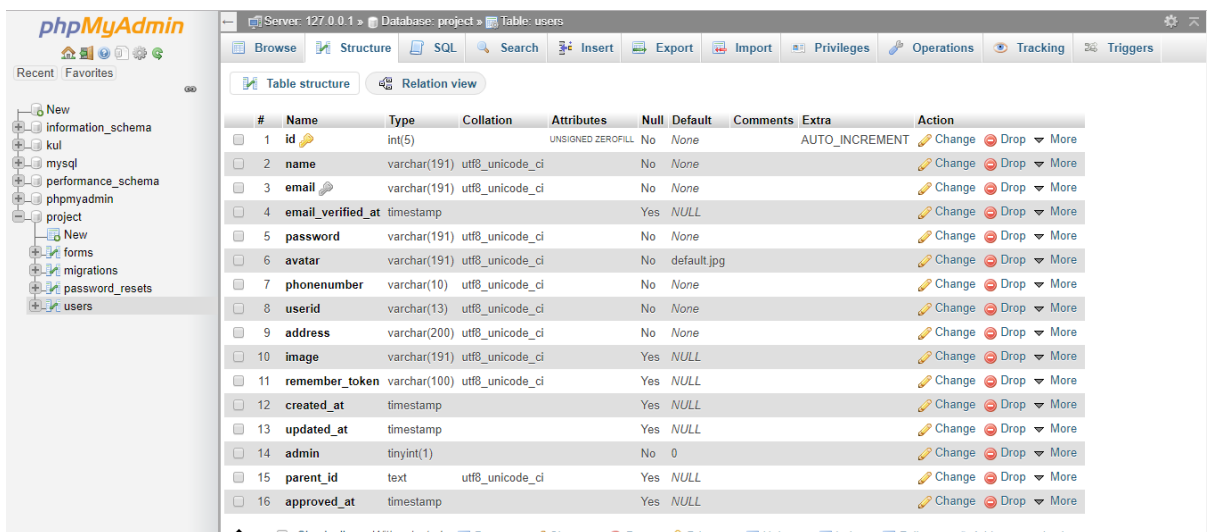 phpMyAdmin
Recent Favorites
New
information_schema
kul
mysql
performance_schema
phpmyadmin
project
New
forms
migrations
password_resets
users
Server: 127.0.0.1 » Database: project » Table: users
Browse Structure SQL Search Insert Export Import Privileges Operations Tracking Triggers
Table structure Relation view
# Name Type Collation Attributes Null Default Comments Extra Action
1 id int(5) UNSIGNED ZEROFILL No None AUTO_INCREMENT Change Drop More
2 name varchar(191) utf8_unicode_ci No None Change Drop More
3 email varchar(191) utf8_unicode_ci No None Change Drop More
4 email_verified_at timestamp Yes NULL Change Drop More
5 password varchar(191) utf8_unicode_ci No None Change Drop More
6 avatar varchar(191) utf8_unicode_ci No default.jpg Change Drop More
7 phonenumber varchar(10) utf8_unicode_ci No None Change Drop More
8 userid varchar(13) utf8_unicode_ci No None Change Drop More
9 address varchar(200) utf8_unicode_ci No None Change Drop More
10 image varchar(191) utf8_unicode_ci Yes NULL Change Drop More
11 remember_token varchar(100) utf8_unicode_ci Yes NULL Change Drop More
12 created_at timestamp Yes NULL Change Drop More
13 updated_at timestamp Yes NULL Change Drop More
14 admin tinyint(1) No 0 Change Drop More
15 parent_id text utf8_unicode_ci Yes NULL Change Drop More
16 approved_at timestamp Yes NULL Change Drop More